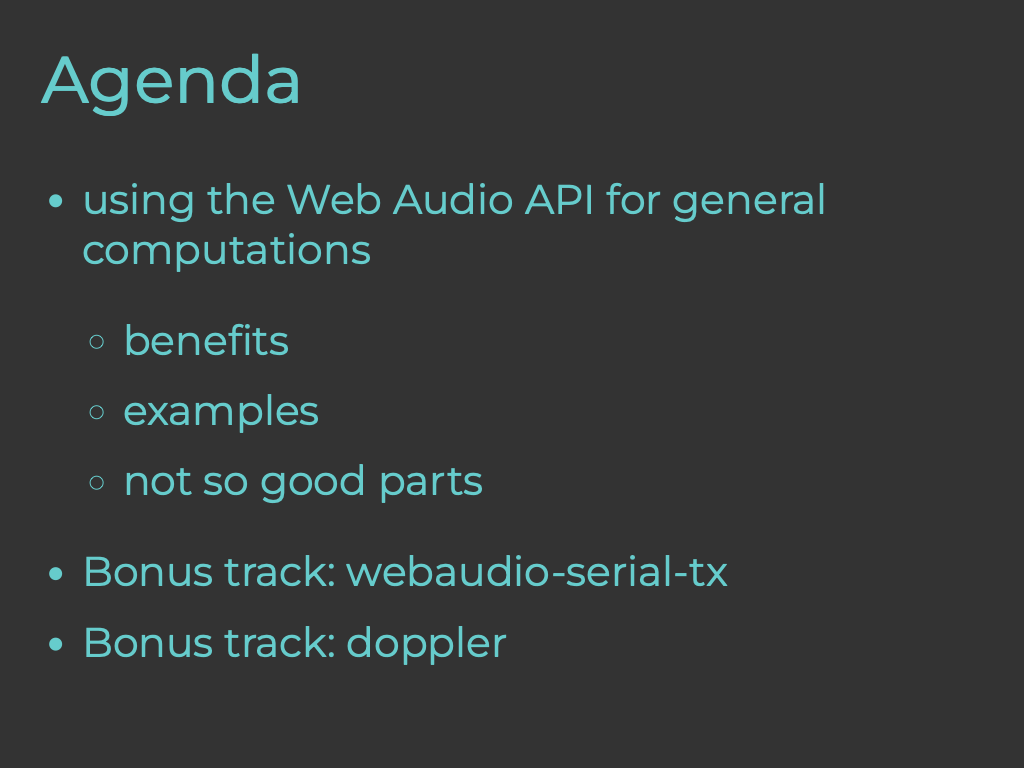 Agenda
• using the Web Audio API for general
computations
◦ benefits
◦ examples
◦ not so good parts
• Bonus track: webaudio-serial-tx
• Bonus track: doppler